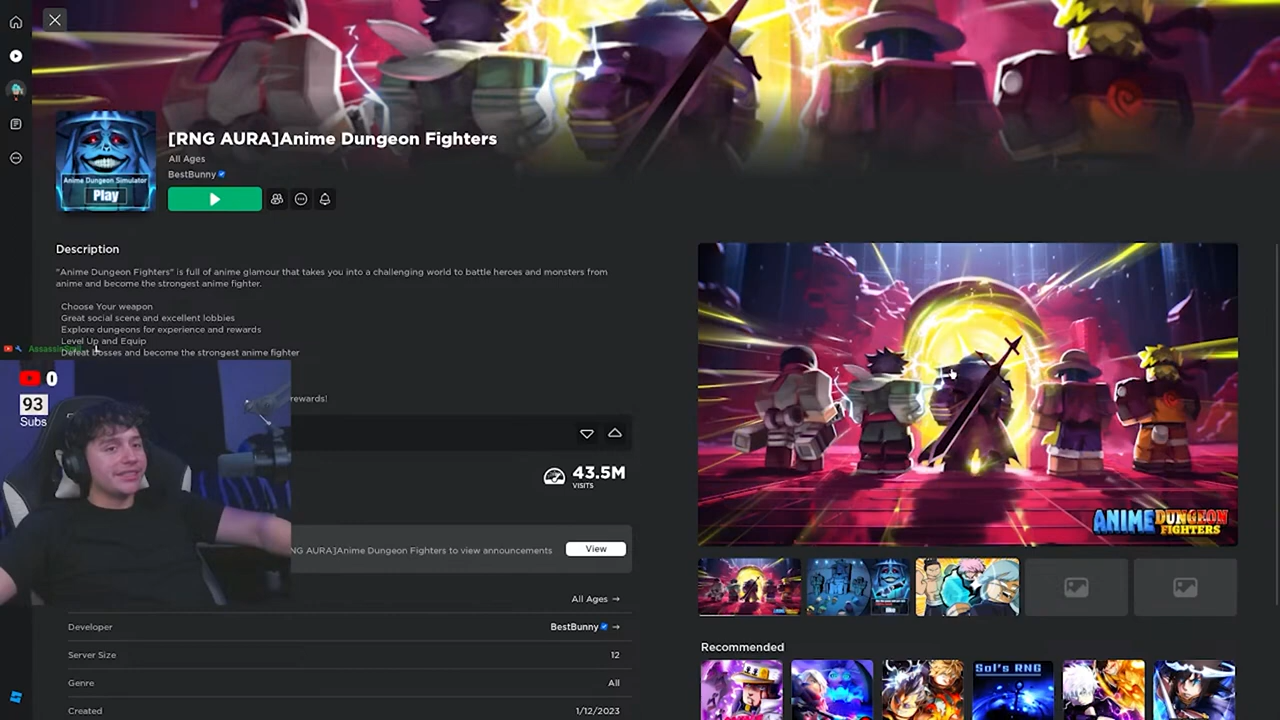 [RNG AURA]Anime Dungeon Fighters
All Ages
BestBunny
Anime Dungeon Simulator
Play
Description
"Anime Dungeon Fighters" is full of anime glamour that takes you into a challenging world to battle heroes and monsters from
anime and become the strongest anime fighter.
Choose Your weapon
Great social scene and excellent lobbies
Explore dungeons for experience and rewards
Level Up and Equip
Defeat bosses and become the strongest anime fighter
0
93
Subs
rewards!
43.5M
VISITS
NG AURA]Anime Dungeon Fighters to view announcements
View
All Ages →
Developer
BestBunny →
Server Size
12
Genre
All
Created
1/12/2023
ANIME DUNGEON
FIGHTERS
Recommended
Sol's RNG